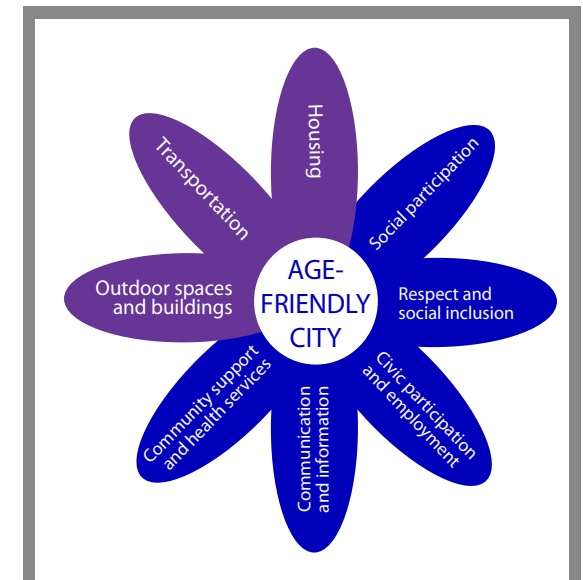 Housing
Social participation
Respect and
social inclusion
Civic participation
and employment
Communication
and information
Community support
and health services
Outdoor spaces
and buildings
Transportation
AGE-
FRIENDLY
CITY